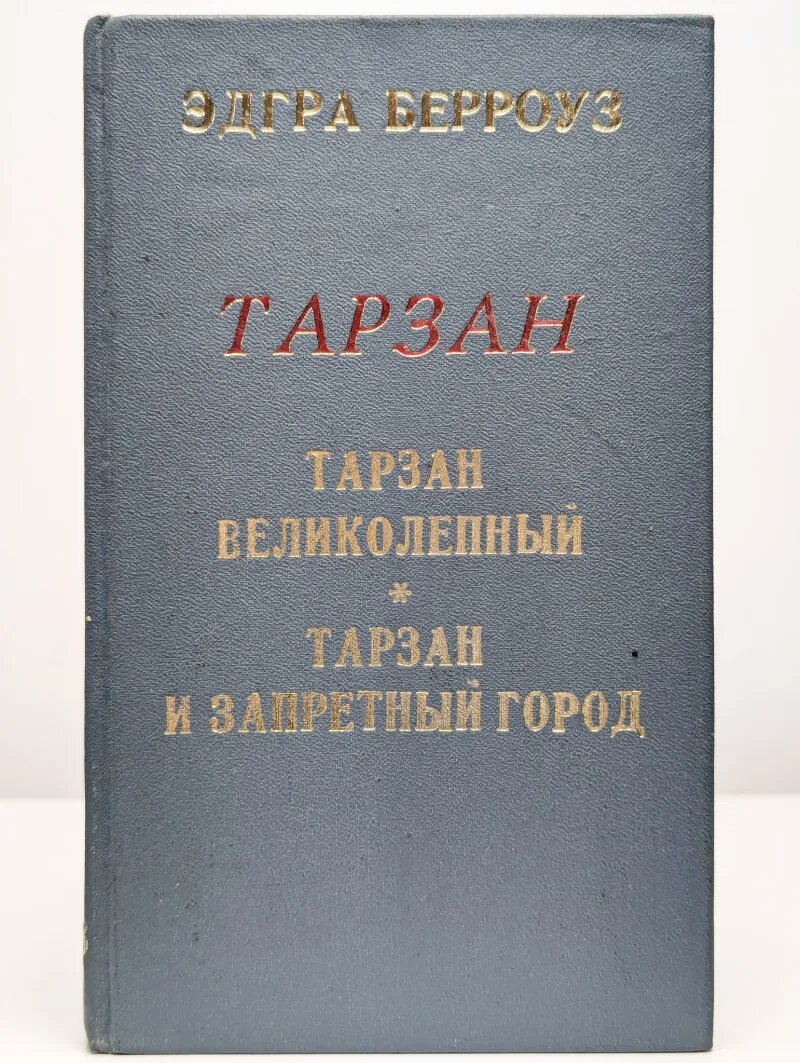 ЭДГРА БЕРРОУЗ
ТАРЗАН
ТАРЗАН
ВЕЛИКОЛЕПНЫЙ
*
ТАРЗАН
И ЗАПРЕТНЫЙ ГОРОД